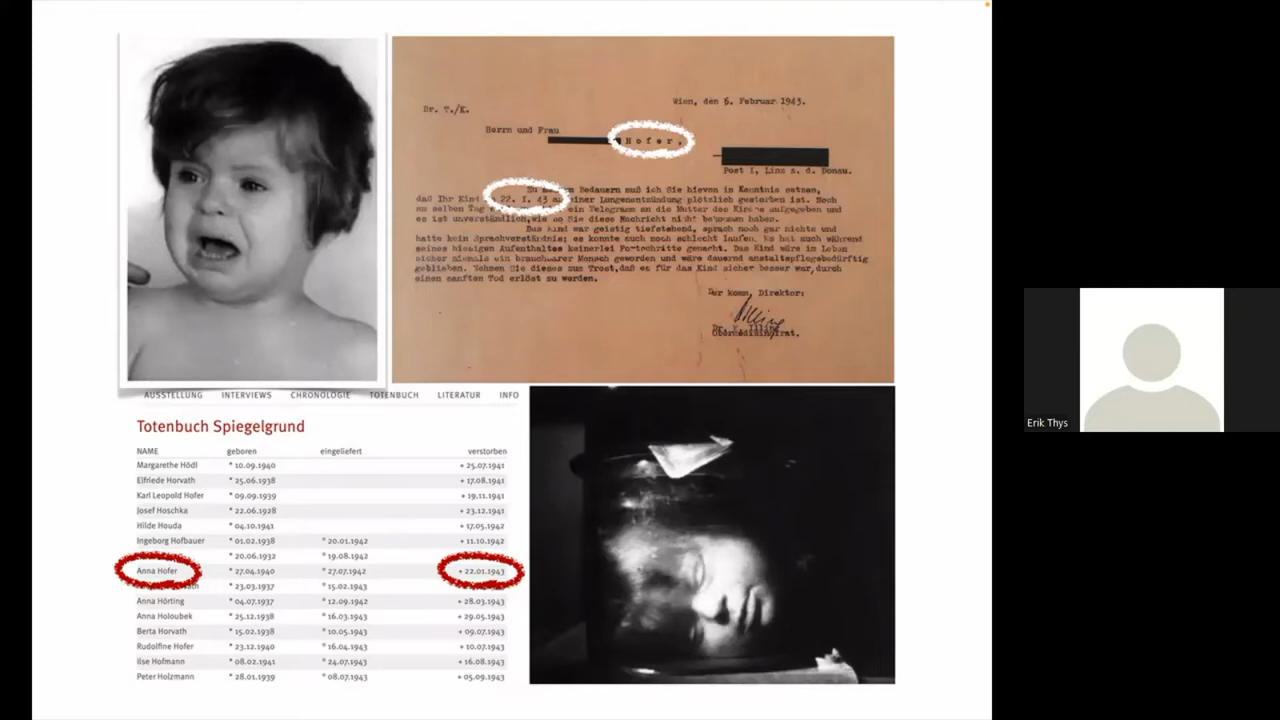 Wien, den 6. Februar 1943.
Dr. T./K.
Herrn und Frau
Hofer,
Post I, Linz a. d. Donau.
Zu Bedauern muß ich Sie hievon in Kenntnis setzen,
daß Ihr Kind 22. I. 43 an einer Lungenentzündung plötzlich gestorben ist. Noch
am selben Tag ein Telegramm an die Mutter des Kindes aufgegeben und
es ist unverständlich, wie so Sie diese Nachricht nicht bekommen haben.
Das Kind war geistig tiefstehend, sprach noch gar nichts und
hatte kein Sprachverständnis; es konnte auch noch schlecht laufen. Es hat auch während
seines hiesigen Aufenthaltes keinerlei Fortschritte gemacht. Das Kind wäre im Leben
sicher niemals ein brauchbarer Mensch geworden und wäre dauernd anstaltspflegebedürftig
geblieben. Nehmen Sie dieses zum Trost, daß es für das Kind sicher besser war, durch
einen sanften Tod erlöst zu werden.
Der komm. Direktor:
Dr. E. Illing
Obermedizinalrat.
AUSSTELLUNG INTERVIEWS CHRONOLOGIE TOTENBUCH LITERATUR INFO
Totenbuch Spiegelgrund
NAME geboren eingeliefert verstorben
Margarethe Hödl * 10.09.1940 + 25.07.1941
Elfriede Horvath * 25.06.1938 + 17.08.1941
Karl Leopold Hofer * 09.09.1939 + 19.11.1941
Josef Hoschka * 22.06.1928 + 23.12.1941
Hilde Houda * 04.10.1941 + 17.05.1942
Ingeborg Hofbauer * 01.02.1938 * 20.01.1942 + 11.10.1942
* 20.06.1932 * 19.08.1942
Anna Hofer * 27.04.1940 * 27.07.1942 + 22.01.1943
* 23.03.1937 * 15.02.1943
Anna Hörting * 04.07.1937 * 12.09.1942 + 28.03.1943
Anna Holoubek * 25.12.1938 * 16.03.1943 + 29.05.1943
Berta Horvath * 15.02.1938 * 10.05.1943 + 09.07.1943
Rudolfine Hofer * 23.12.1940 * 16.04.1943 + 10.07.1943
Ilse Hofmann * 08.02.1941 * 24.07.1943 + 16.08.1943
Peter Holzmann * 28.01.1939 * 08.07.1943 + 05.09.1943
Erik Thys